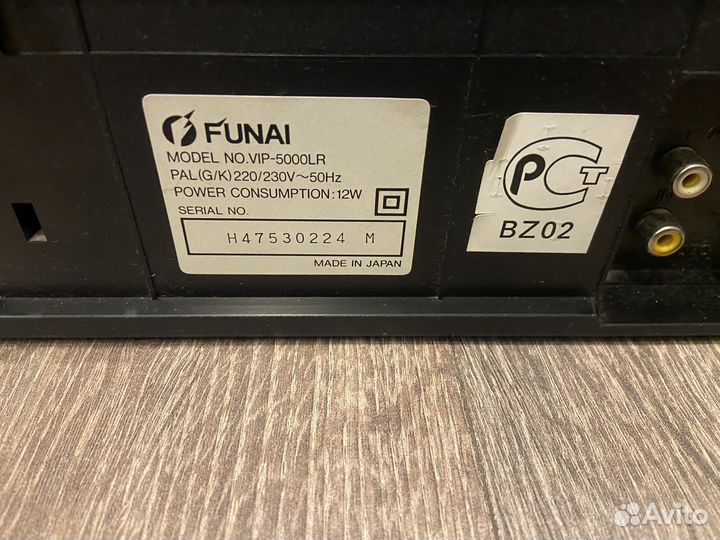 FUNAI
MODEL NO.VIP-5000LR
PAL(G/K)220/230V～50Hz
POWER CONSUMPTION:12W
SERIAL NO.
H47530224 M
MADE IN JAPAN
PCT
BZ02
Avito